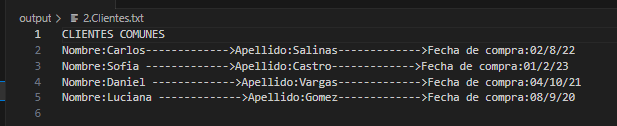 output > 2.Clientes.txt
1 CLIENTES COMUNES
2 Nombre:Carlos------------->Apellido:Salinas------------->Fecha de compra:02/8/22
3 Nombre:Sofia ------------->Apellido:Castro------------->Fecha de compra:01/2/23
4 Nombre:Daniel ------------->Apellido:Vargas------------->Fecha de compra:04/10/21
5 Nombre:Luciana ------------->Apellido:Gomez------------->Fecha de compra:08/9/20
6